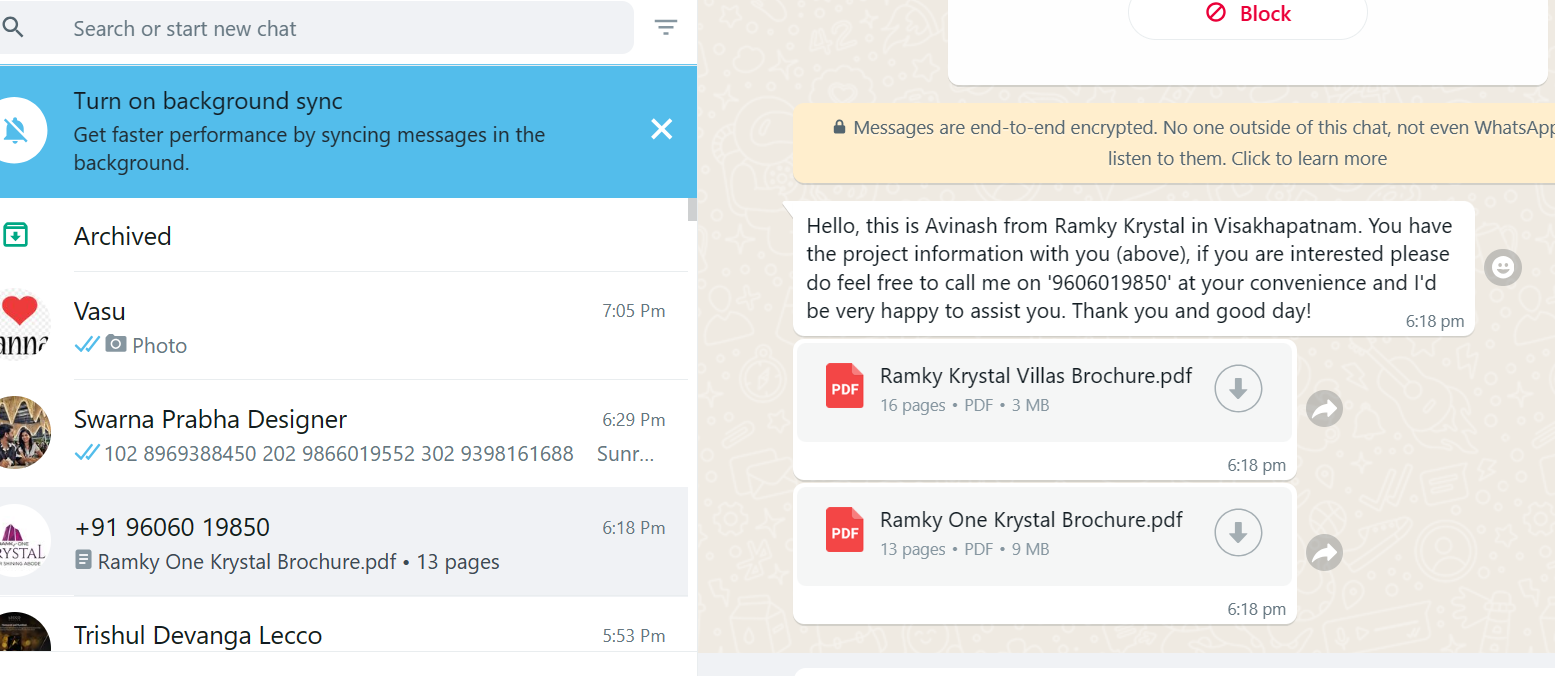 Search or start new chat
Turn on background sync
Get faster performance by syncing messages in the
background.
Archived
Vasu
7:05 Pm
Photo
Swarna Prabha Designer
6:29 Pm
102 8969388450 202 9866019552 302 9398161688 Sunr...
+91 96060 19850
6:18 Pm
Ramky One Krystal Brochure.pdf • 13 pages
Trishul Devanga Lecco
5:53 Pm
Block
Messages are end-to-end encrypted. No one outside of this chat, not even WhatsApp
listen to them. Click to learn more
Hello, this is Avinash from Ramky Krystal in Visakhapatnam. You have
the project information with you (above), if you are interested please
do feel free to call me on '9606019850' at your convenience and I'd
be very happy to assist you. Thank you and good day!
6:18 pm
PDF
Ramky Krystal Villas Brochure.pdf
16 pages • PDF • 3 MB
6:18 pm
PDF
Ramky One Krystal Brochure.pdf
13 pages • PDF • 9 MB
6:18 pm